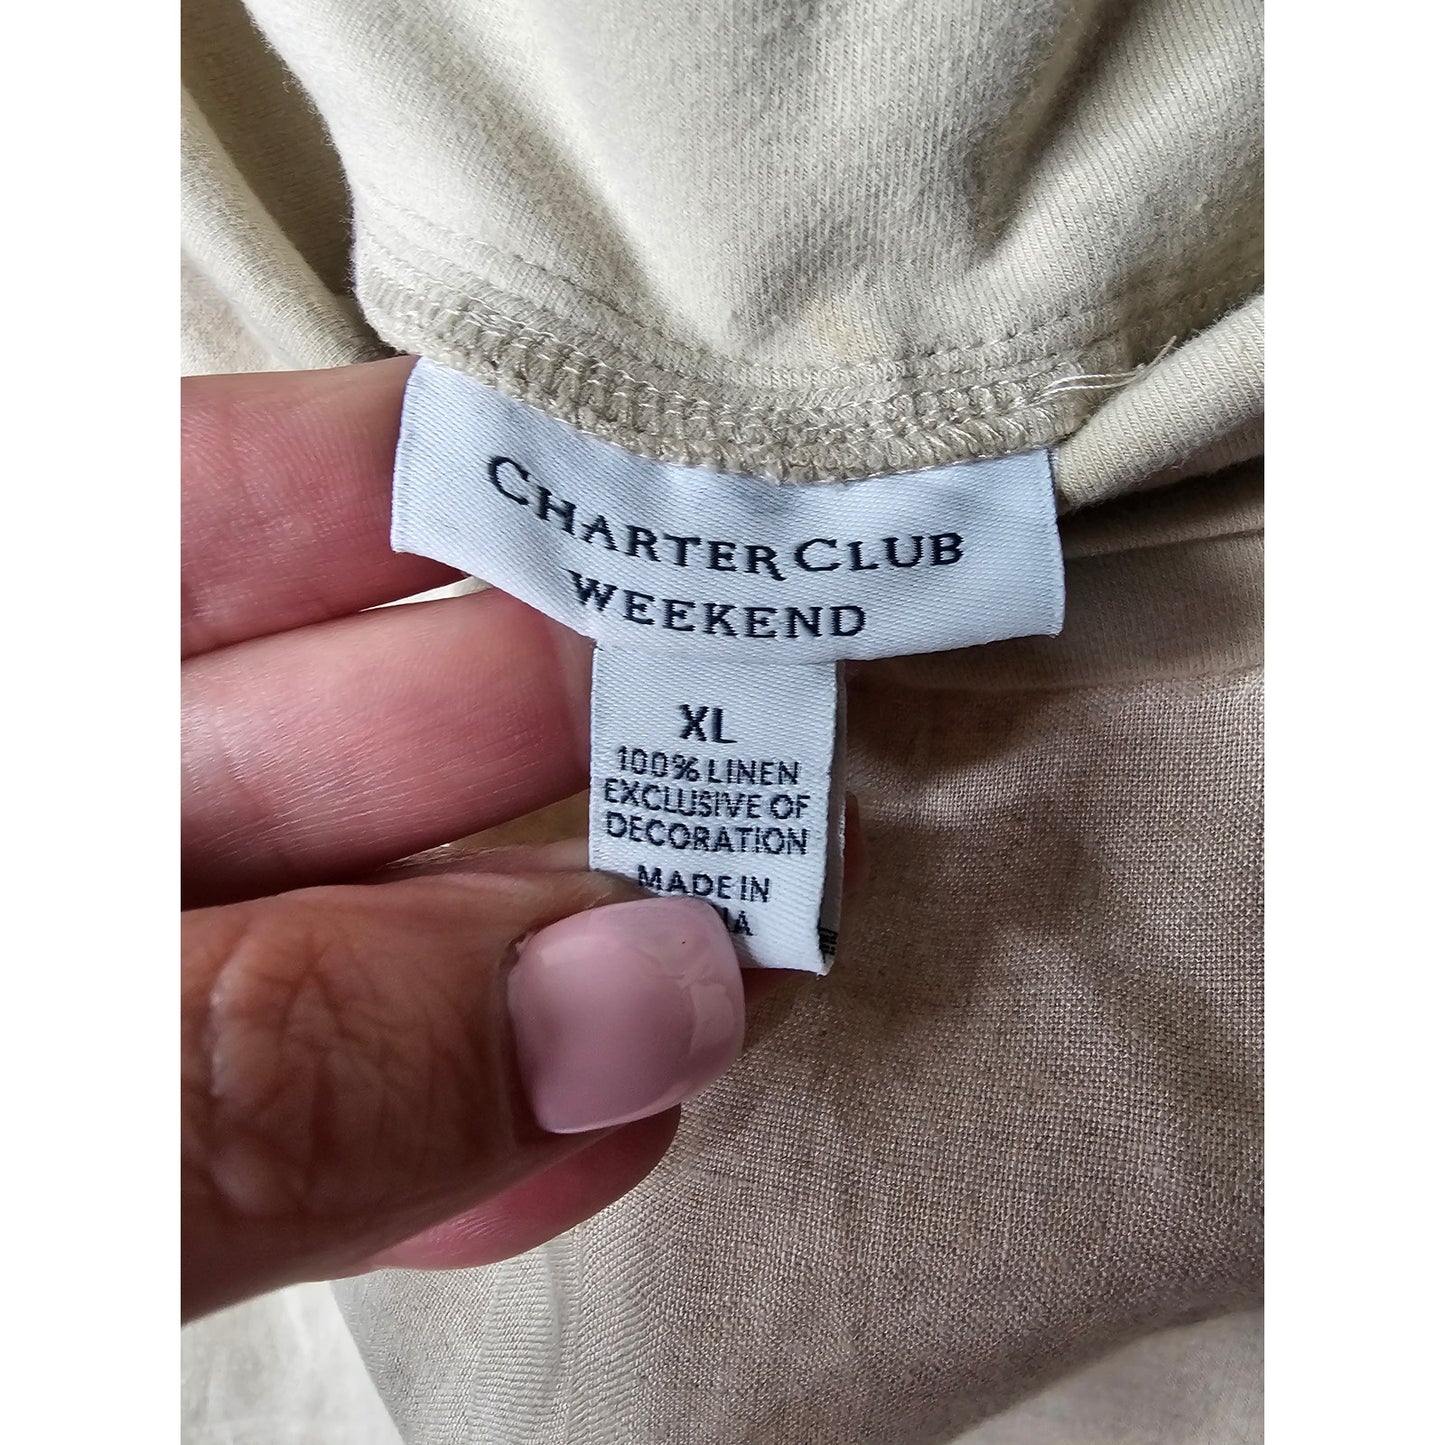 CHARTER CLUB
WEEKEND
XL
100% LINEN
EXCLUSIVE OF
DECORATION
MADE IN